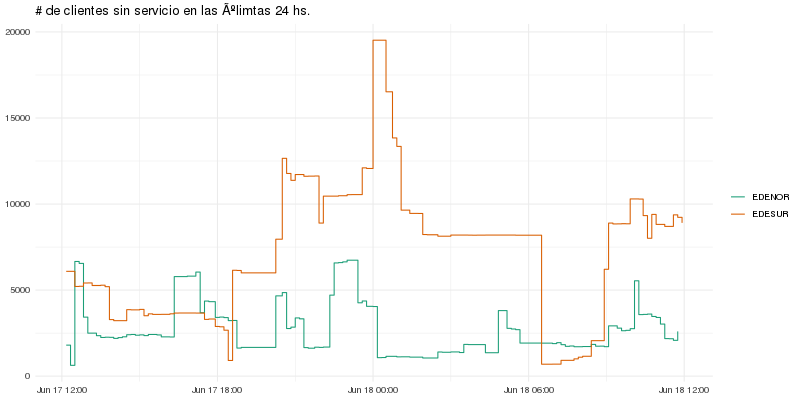 # de clientes sin servicio en las Ãºlimtas 24 hs.
20000
15000
10000
5000
0
Jun 17 12:00
Jun 17 18:00
Jun 18 00:00
Jun 18 06:00
Jun 18 12:00
EDENOR
EDESUR